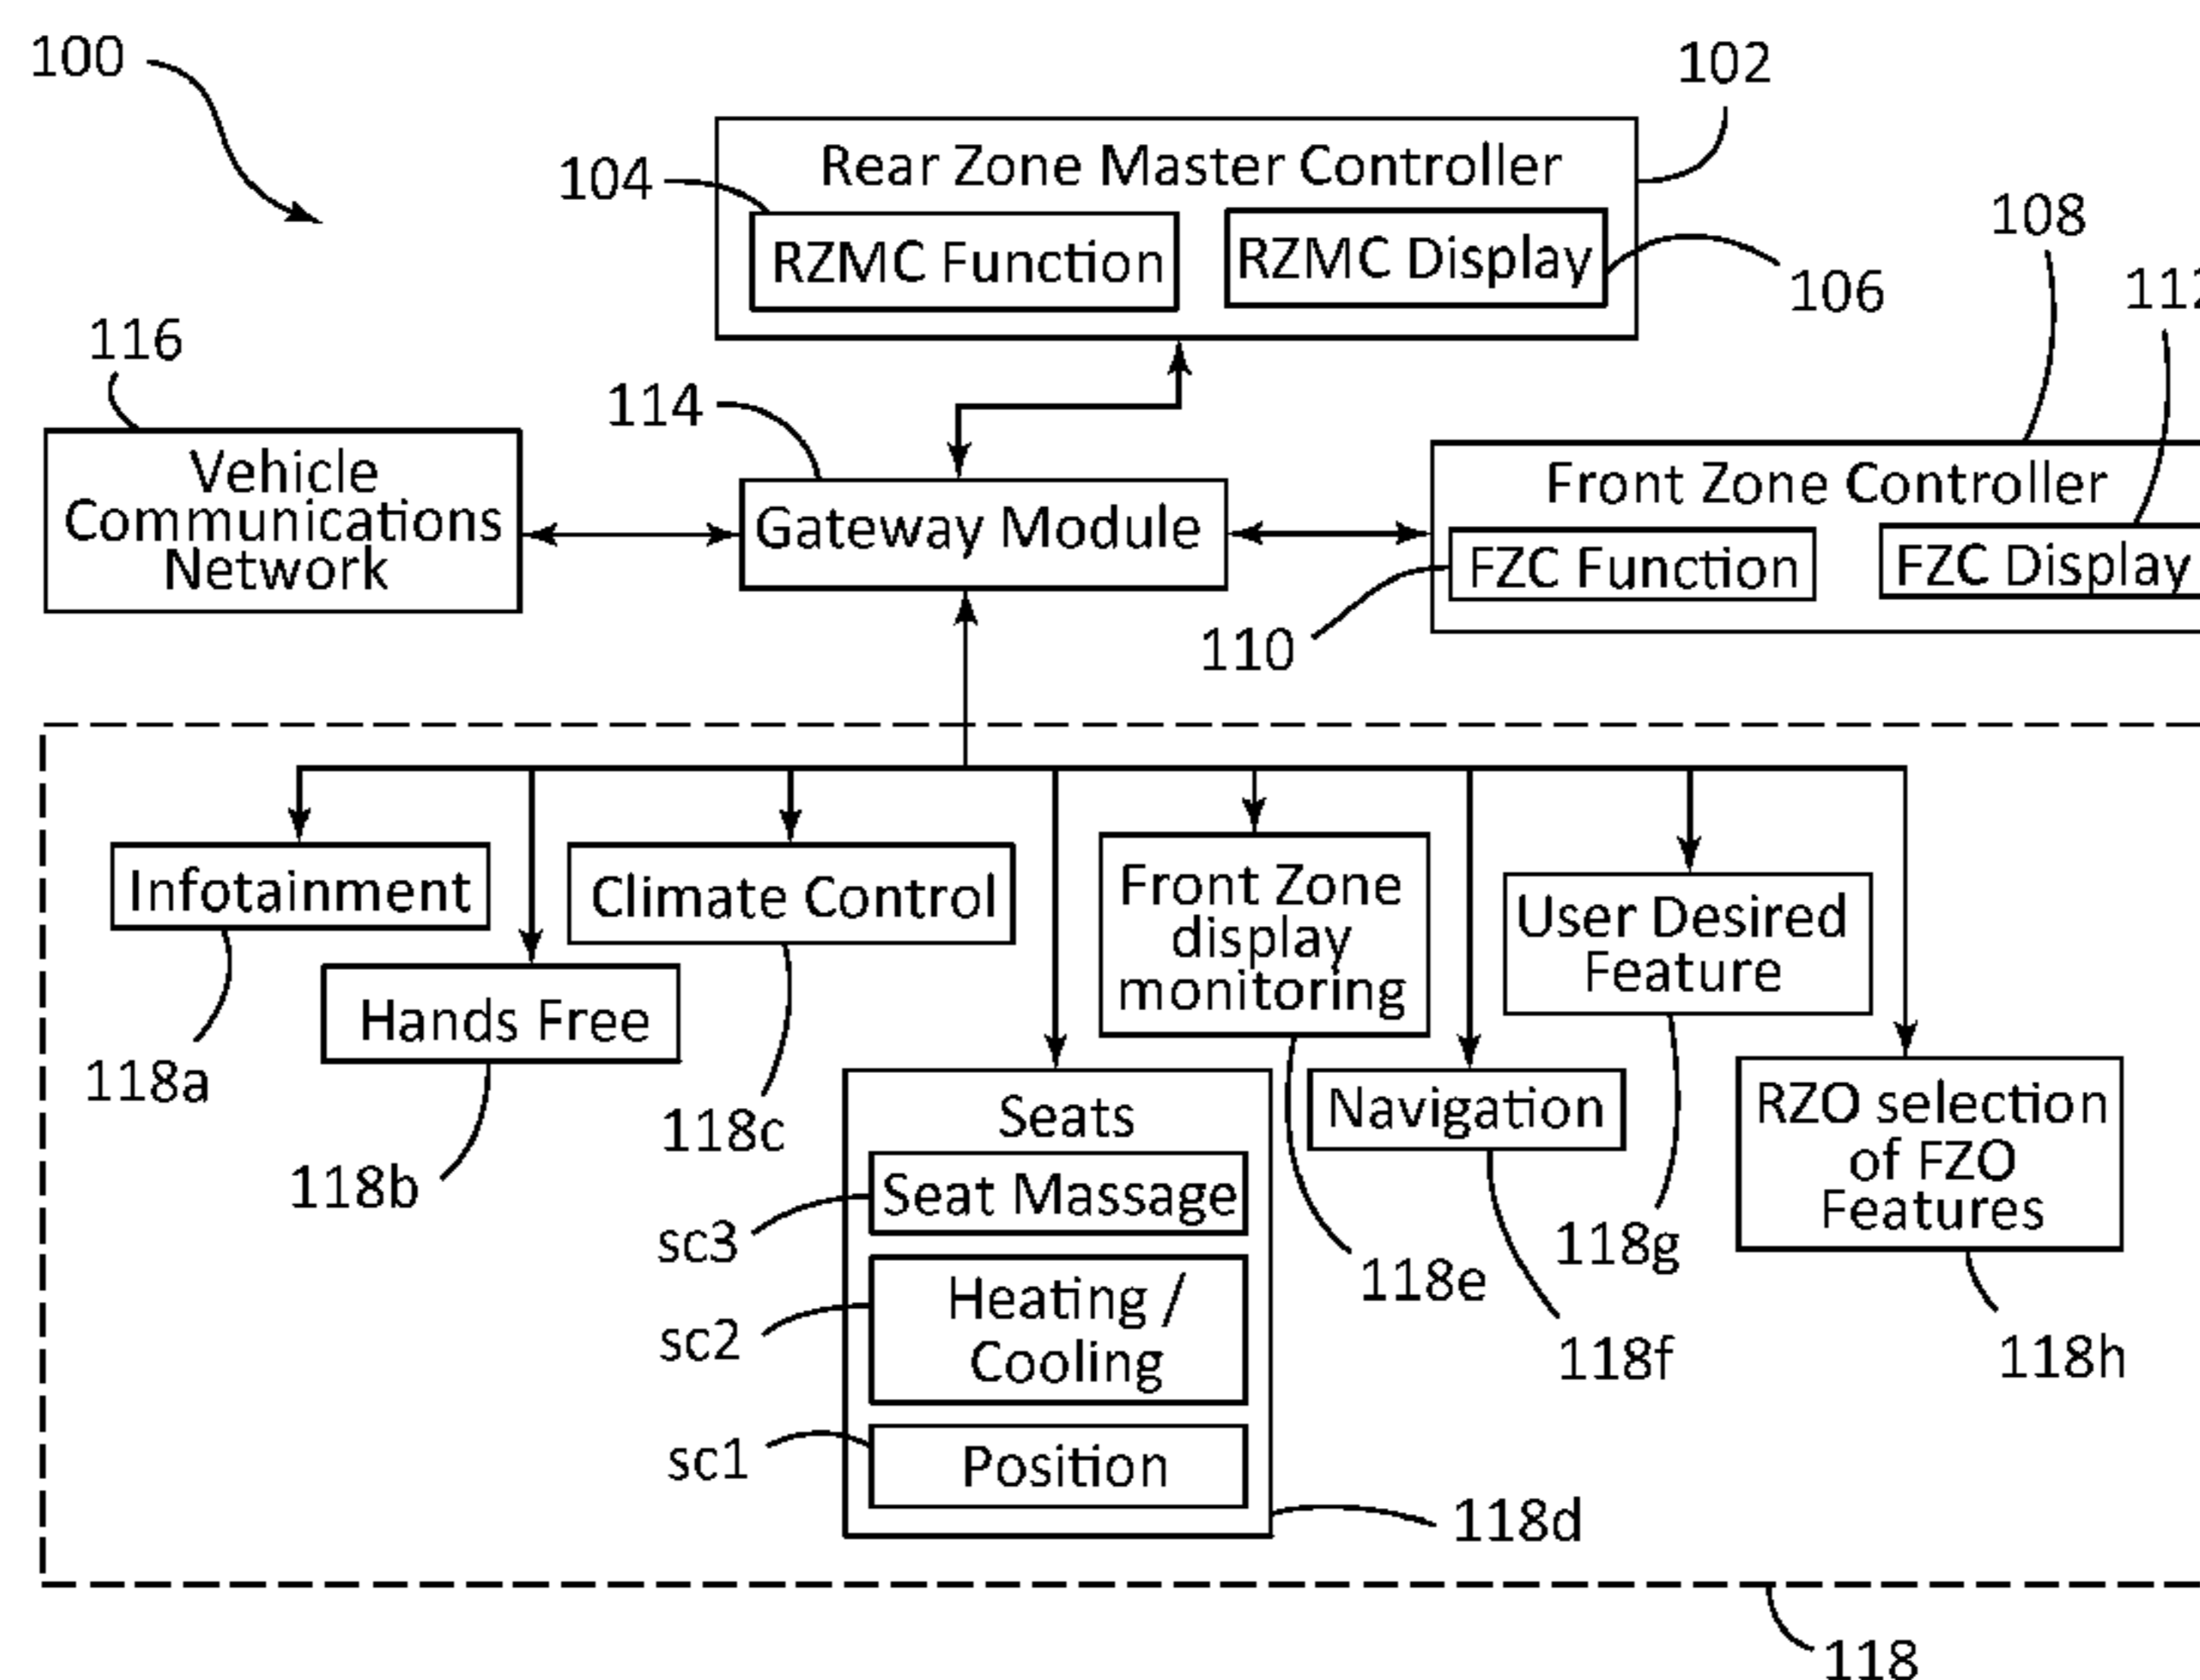 100
102
Rear Zone Master Controller
104
RZMC Function
RZMC Display
106
108
112
116
114
Vehicle
Communications
Network
Gateway Module
Front Zone Controller
FZC Function
FZC Display
110
Infotainment
Climate Control
Front Zone
display
monitoring
User Desired
Feature
Hands Free
118a
118b
118c
Seats
Seat Massage
sc3
Heating /
Cooling
sc2
Position
sc1
118d
Navigation
118e
118f
118g
RZO selection
of FZO
Features
118h
118